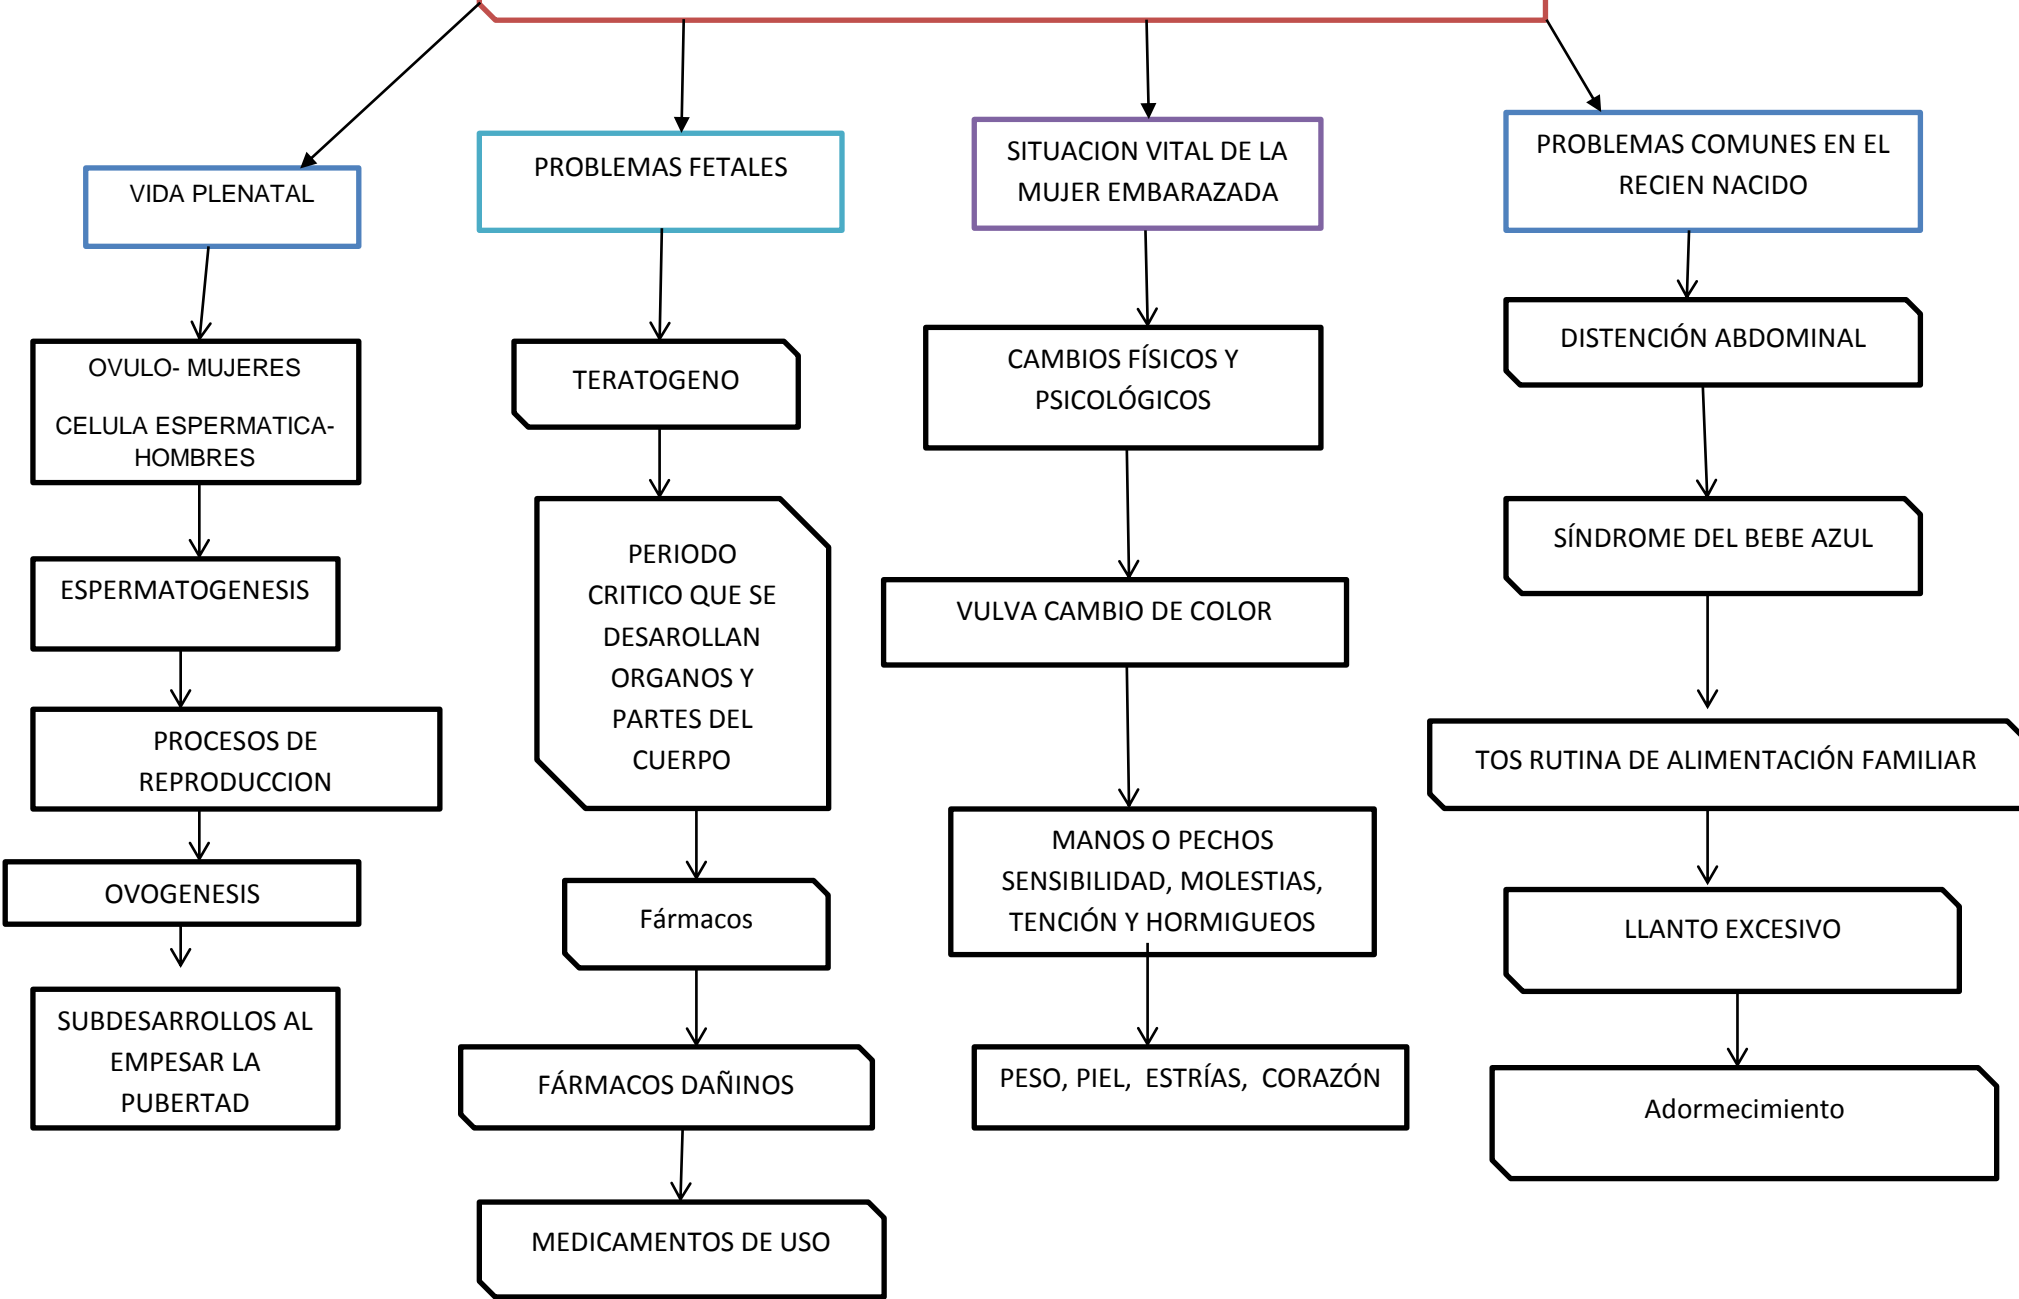 VIDA PLENATAL
OVULO- MUJERES
CELULA ESPERMATICA-
HOMBRES
ESPERMATOGENESIS
PROCESOS DE
REPRODUCCION
OVOGENESIS
SUBDESARROLLOS AL
EMPESAR LA
PUBERTAD
PROBLEMAS FETALES
TERATOGENO
PERIODO
CRITICO QUE SE
DESAROLLAN
ORGANOS Y
PARTES DEL
CUERPO
Fármacos
FÁRMACOS DAÑINOS
MEDICAMENTOS DE USO
SITUACION VITAL DE LA
MUJER EMBARAZADA
CAMBIOS FÍSICOS Y
PSICOLÓGICOS
VULVA CAMBIO DE COLOR
MANOS O PECHOS
SENSIBILIDAD, MOLESTIAS,
TENCIÓN Y HORMIGUEOS
PESO, PIEL, ESTRÍAS, CORAZÓN
PROBLEMAS COMUNES EN EL
RECIEN NACIDO
DISTENCIÓN ABDOMINAL
SÍNDROME DEL BEBE AZUL
TOS RUTINA DE ALIMENTACIÓN FAMILIAR
LLANTO EXCESIVO
Adormecimiento